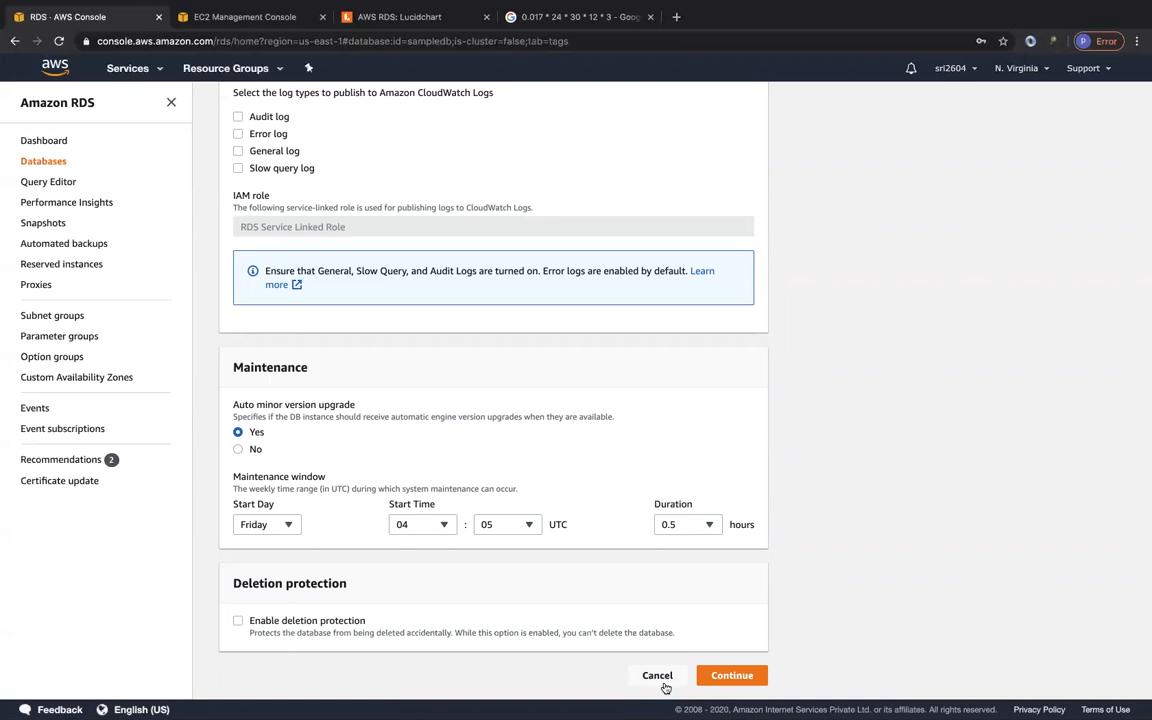 RDS · AWS Console
EC2 Management Console
AWS RDS: Lucidchart
0.017 * 24 * 30 * 12 * 3 - Goog
console.aws.amazon.com/rds/home?region=us-east-1#database:id=sampledb;is-cluster=false;tab=tags
P Error
aws
Services
Resource Groups
sri2604
N. Virginia
Support
Amazon RDS
Dashboard
Databases
Query Editor
Performance Insights
Snapshots
Automated backups
Reserved instances
Proxies
Subnet groups
Parameter groups
Option groups
Custom Availability Zones
Events
Event subscriptions
Recommendations 2
Certificate update
Select the log types to publish to Amazon CloudWatch Logs
Audit log
Error log
General log
Slow query log
IAM role
The following service-linked role is used for publishing logs to CloudWatch Logs.
RDS Service Linked Role
Ensure that General, Slow Query, and Audit Logs are turned on. Error logs are enabled by default. Learn
more
Maintenance
Auto minor version upgrade
Specifies if the DB instance should receive automatic engine version upgrades when they are available.
Yes
No
Maintenance window
The weekly time range (in UTC) during which system maintenance can occur.
Start Day Start Time Duration
Friday 04 : 05 UTC 0.5 hours
Deletion protection
Enable deletion protection
Protects the database from being deleted accidentally. While this option is enabled, you can't delete the database.
Cancel
Continue
Feedback
English (US)
© 2008 - 2020, Amazon Internet Services Private Ltd. or its affiliates. All rights reserved.
Privacy Policy
Terms of Use